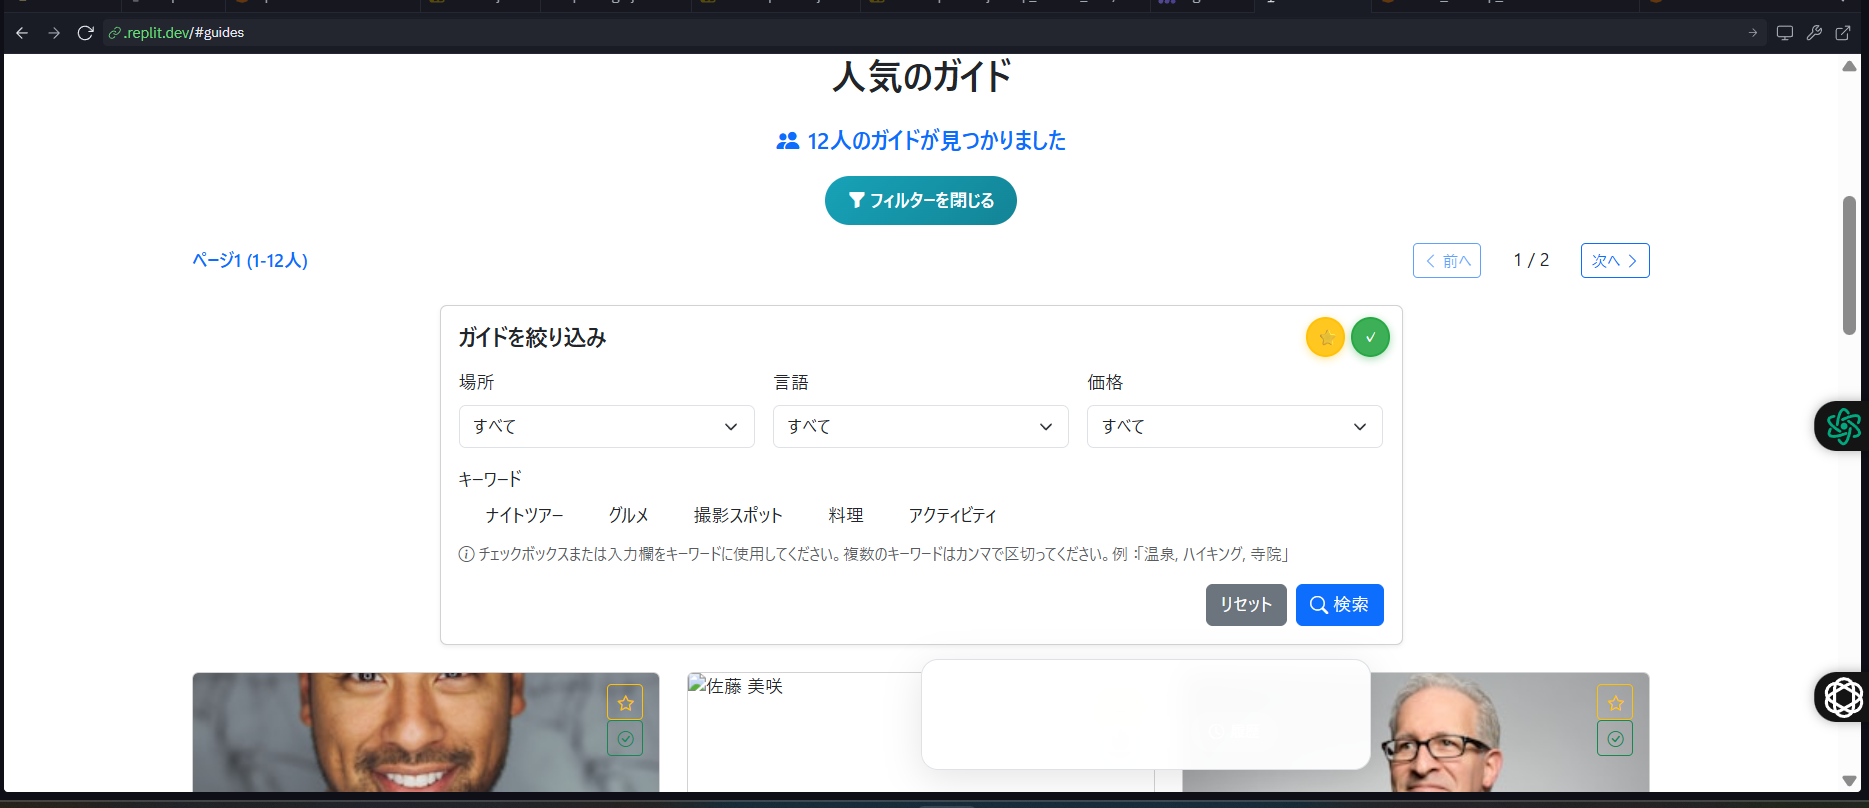 .replit.dev/#guides
人気のガイド
12人のガイドが見つかりました
フィルターを閉じる
ページ1 (1-12人)
前へ
1 / 2
次へ
ガイドを絞り込み
場所
言語
価格
すべて
すべて
すべて
キーワード
ナイトツアー
グルメ
撮影スポット
料理
アクティビティ
チェックボックスまたは入力欄をキーワードに使用してください。複数のキーワードはカンマで区切ってください。例:「温泉, ハイキング, 寺院」
リセット
検索
佐藤 美咲